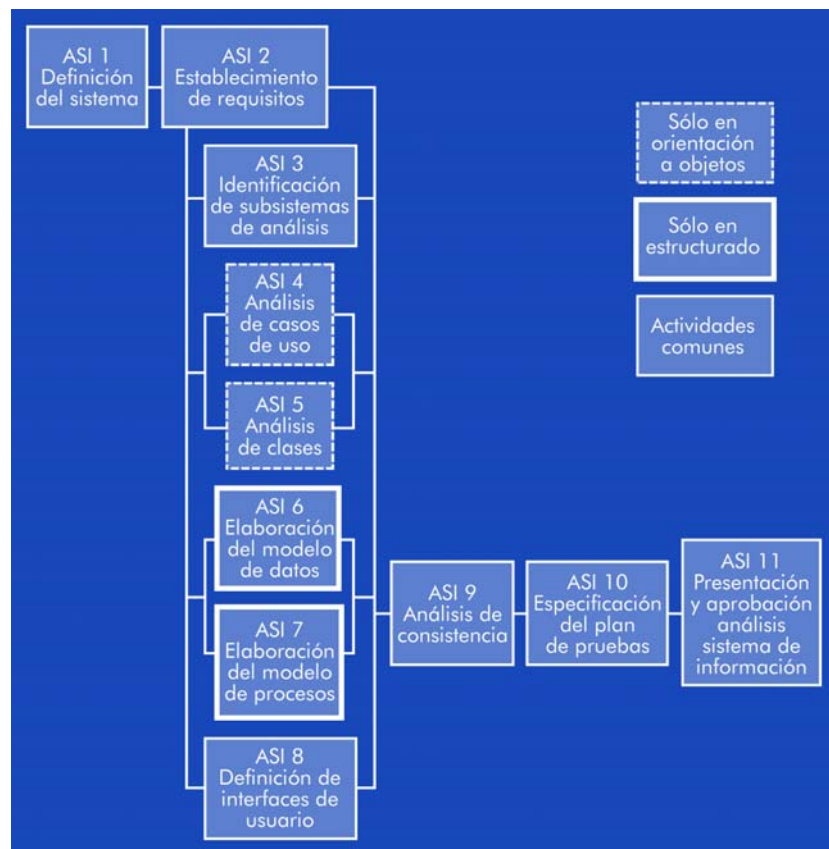 ASI 1
Definición
del sistema
ASI 2
Establecimiento
de requisitos
ASI 3
Identificación
de subsistemas
de análisis
ASI 4
Análisis
de casos
de uso
ASI 5
Análisis
de clases
ASI 6
Elaboración
del modelo
de datos
ASI 7
Elaboración
del modelo
de procesos
ASI 8
Definición de
interfaces de
usuario
ASI 9
Análisis de
consistencia
ASI 10
Especificación
del plan
de pruebas
ASI 11
Presentación
y aprobación
análisis
sistema de
información
Sólo en
orientación
a objetos
Sólo en
estructurado
Actividades
comunes